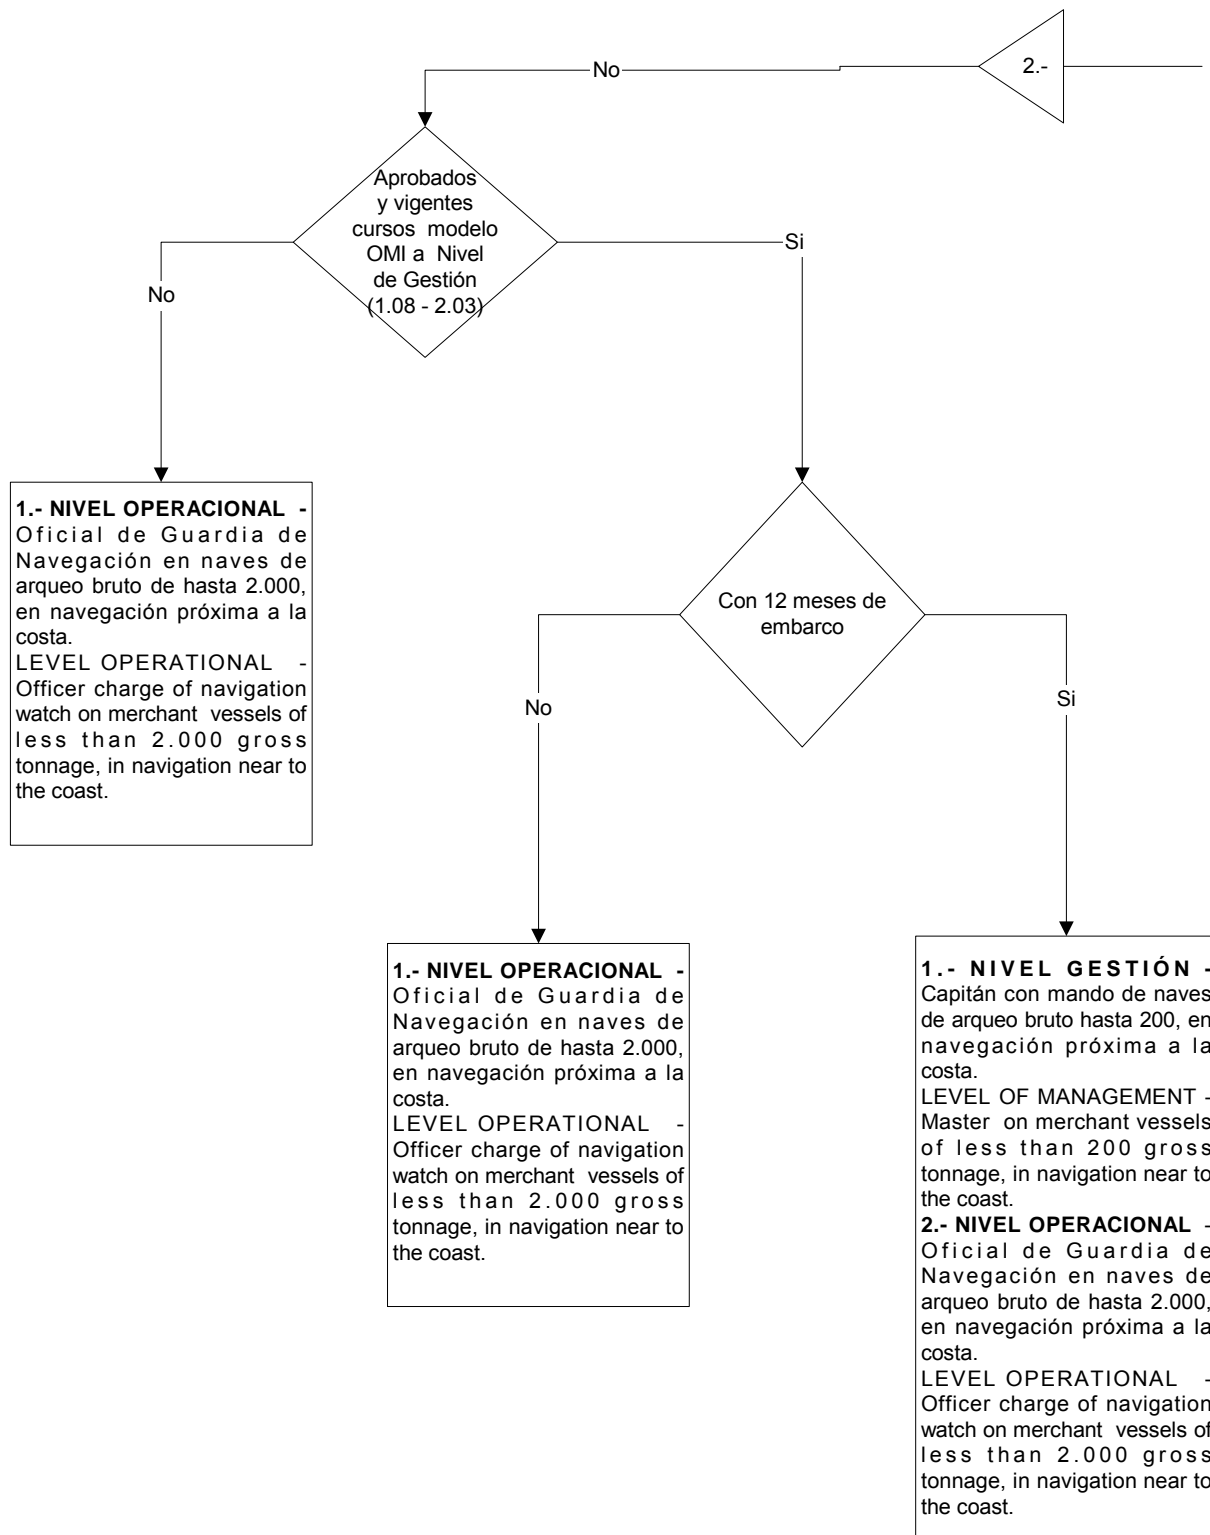 2.-
No
Aprobados
y vigentes
cursos modelo
OMI a Nivel
de Gestión
(1.08 - 2.03)
Si
No
1.- NIVEL OPERACIONAL -
Oficial de Guardia de
Navegación en naves de
arqueo bruto de hasta 2.000,
en navegación próxima a la
costa.
LEVEL OPERATIONAL -
Officer charge of navigation
watch on merchant vessels of
less than 2.000 gross
tonnage, in navigation near to
the coast.
Con 12 meses de
embarco
No
Si
1.- NIVEL OPERACIONAL -
Oficial de Guardia de
Navegación en naves de
arqueo bruto de hasta 2.000,
en navegación próxima a la
costa.
LEVEL OPERATIONAL -
Officer charge of navigation
watch on merchant vessels of
less than 2.000 gross
tonnage, in navigation near to
the coast.
1.- NIVEL GESTIÓN -
Capitán con mando de naves
de arqueo bruto hasta 200, en
navegación próxima a la
costa.
LEVEL OF MANAGEMENT -
Master on merchant vessels
of less than 200 gross
tonnage, in navigation near to
the coast.
2.- NIVEL OPERACIONAL -
Oficial de Guardia de
Navegación en naves de
arqueo bruto de hasta 2.000,
en navegación próxima a la
costa.
LEVEL OPERATIONAL -
Officer charge of navigation
watch on merchant vessels of
less than 2.000 gross
tonnage, in navigation near to
the coast.